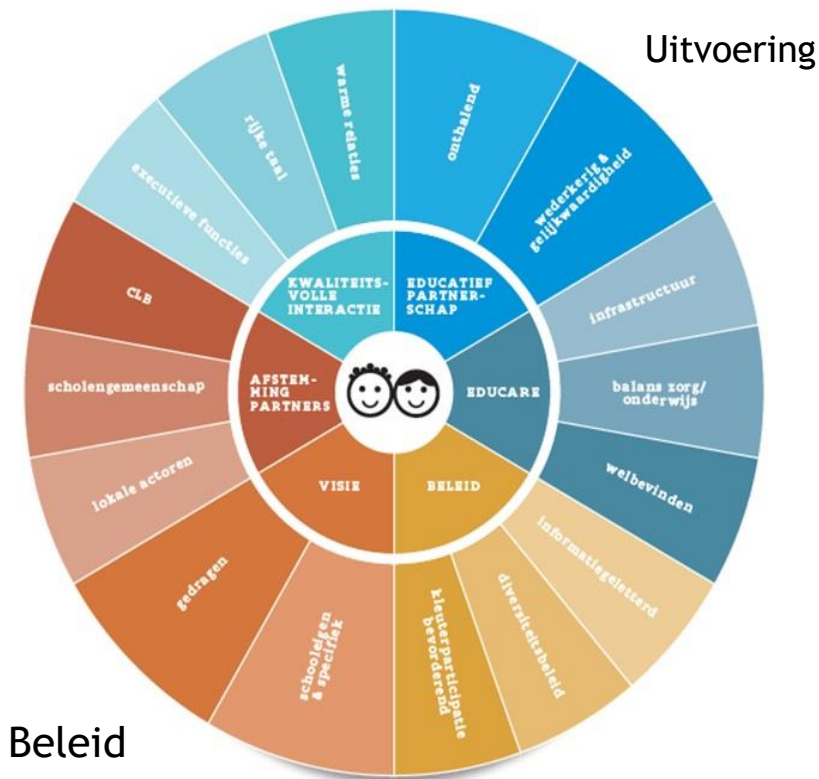 Uitvoering
warme relaties
rijke taal
executieve functies
onthalend
wederkerig &
gelijkwaardigheid
infrastructuur
balans zorg/
onderwijs
welbevinden
informatiegeletterd
diversiteitsbeleid
kleuterparticipatie
bevorderend
schooleigen
& specifiek
gedragen
lokale actoren
scholengemeenschap
CLB
KWALITEITS-
VOLLE
INTERACTIE
EDUCATIEF
PARTNER-
SCHAP
EDUCARE
BELEID
VISIE
AFSTEM-
MING
PARTNERS
Beleid